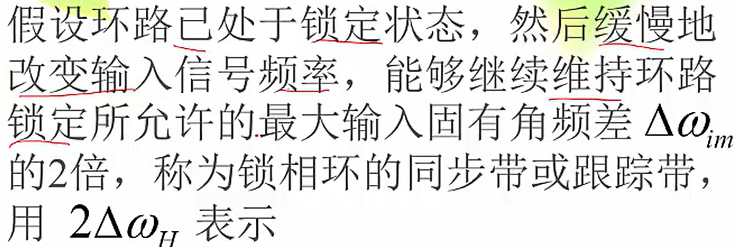 假设环路已处于锁定状态，然后缓慢地
改变输入信号频率，能够继续维持环路
锁定所允许的最大输入固有角频差 Δω_im
的2倍，称为锁相环的同步带或跟踪带，
用 2Δω_H 表示